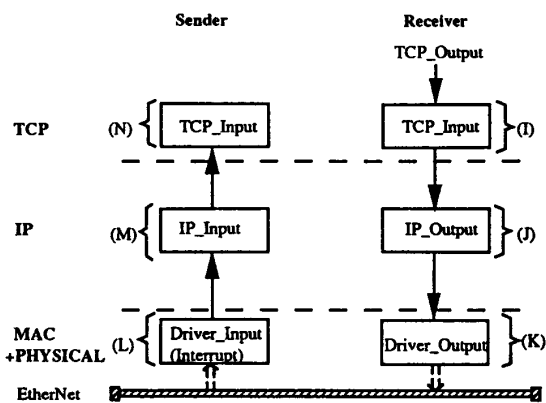 Sender Receiver
TCP_Output
TCP (N) TCP_Input TCP_Input (I)
IP (M) IP_Input IP_Output (J)
MAC
+PHYSICAL (L) Driver_Input
(Interrupt) Driver_Output (K)
EtherNet